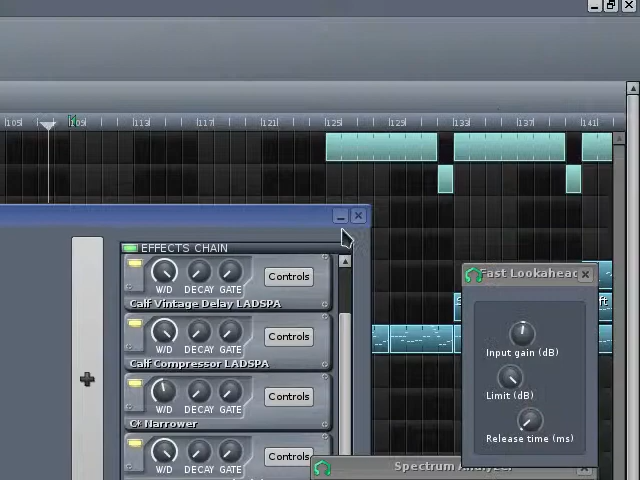 105 109 113 117 121 125 129 133 137 141
EFFECTS CHAIN
W/D DECAY GATE Controls
Calf Vintage Delay LADSPA
W/D DECAY GATE Controls
Calf Compressor LADSPA
W/D DECAY GATE Controls
C* Narrower
W/D DECAY GATE Controls
Fast Lookahead
Input gain (dB)
Limit (dB)
Release time (ms)
Spectrum Analyzer